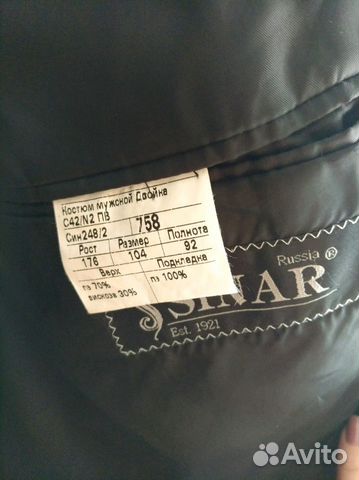 Костюм мужской Двойка
С42/N2 ПВ
Син248/2 758
Рост Размер Полнота
176 104 92
Верх Подкладка
пэ 70% пэ 100%
вискоза 30%
Russia ®
SINAR
Est. 1921
Avito